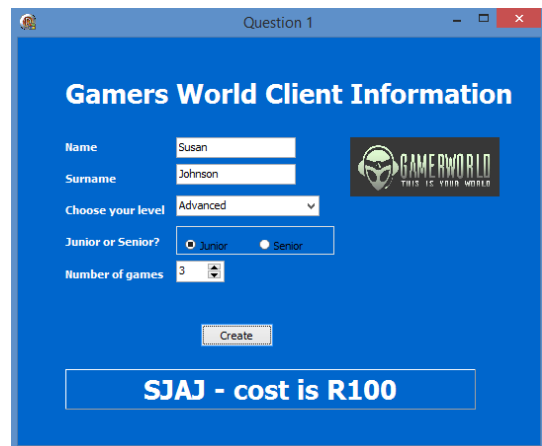 Question 1
Gamers World Client Information
Name Susan
GAMERWORLD
THIS IS YOUR WORLD
Surname Johnson
Choose your level Advanced
Junior or Senior? Junior Senior
Number of games 3
Create
SJAJ - cost is R100